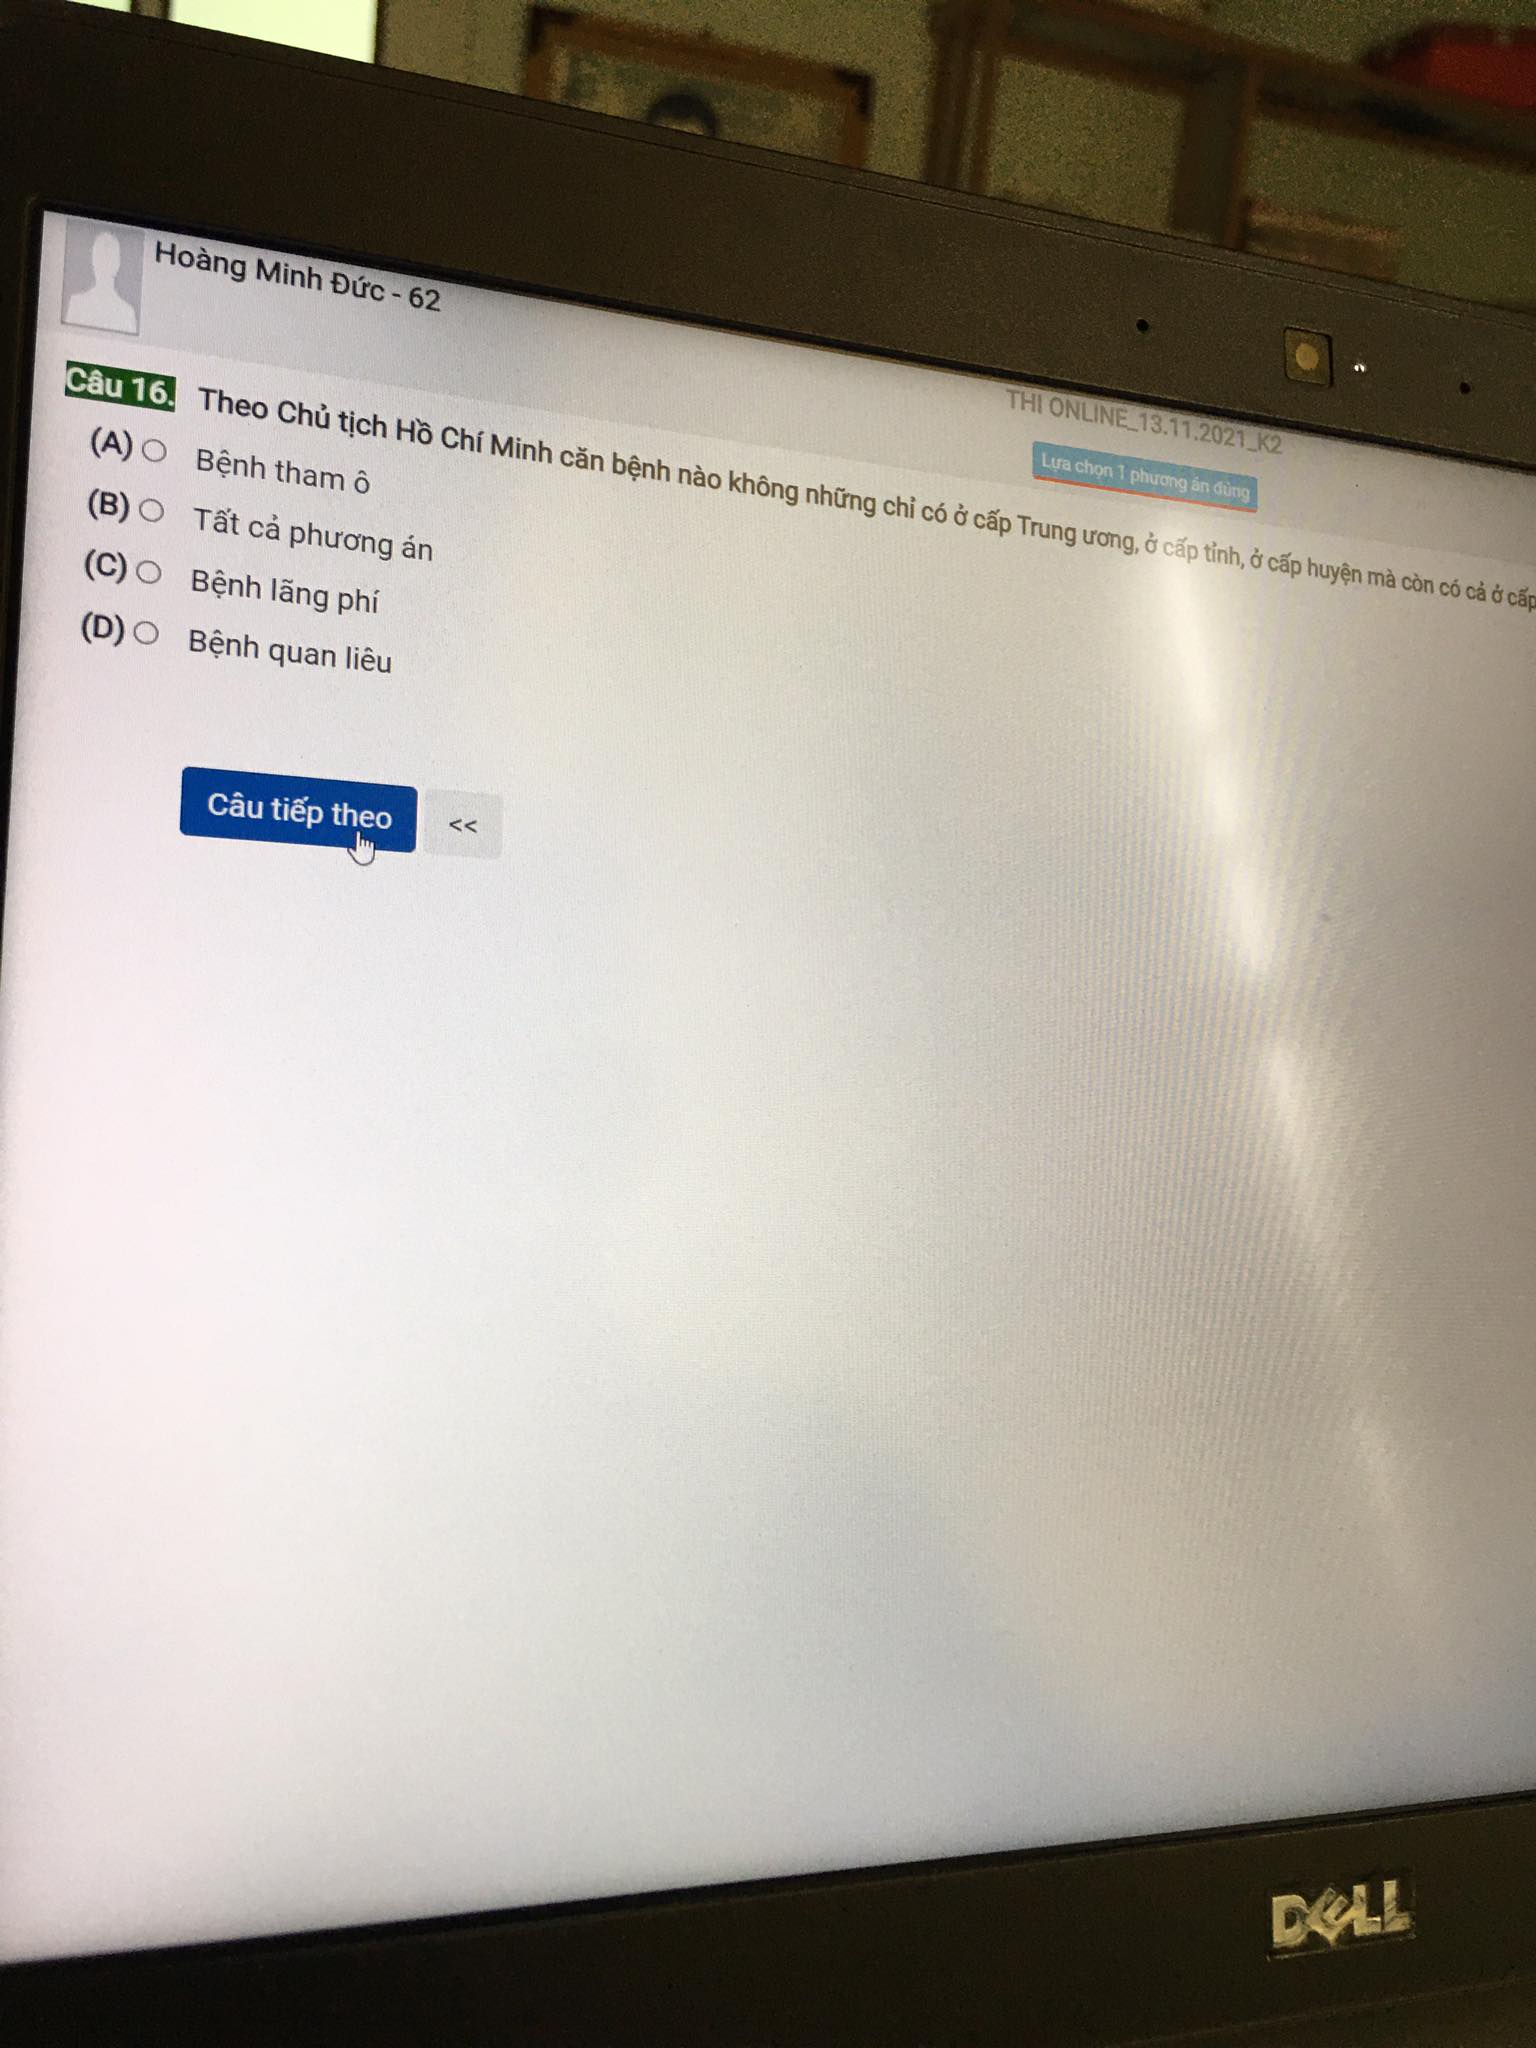 Hoàng Minh Đức - 62
THI ONLINE_13.11.2021_K2
Lựa chọn 1 phương án đúng
Câu 16. Theo Chủ tịch Hồ Chí Minh căn bệnh nào không những chỉ có ở cấp Trung ương, ở cấp tỉnh, ở cấp huyện mà còn có cả ở cấp
(A) Bệnh tham ô
(B) Tất cả phương án
(C) Bệnh lãng phí
(D) Bệnh quan liêu
Câu tiếp theo <<
DELL